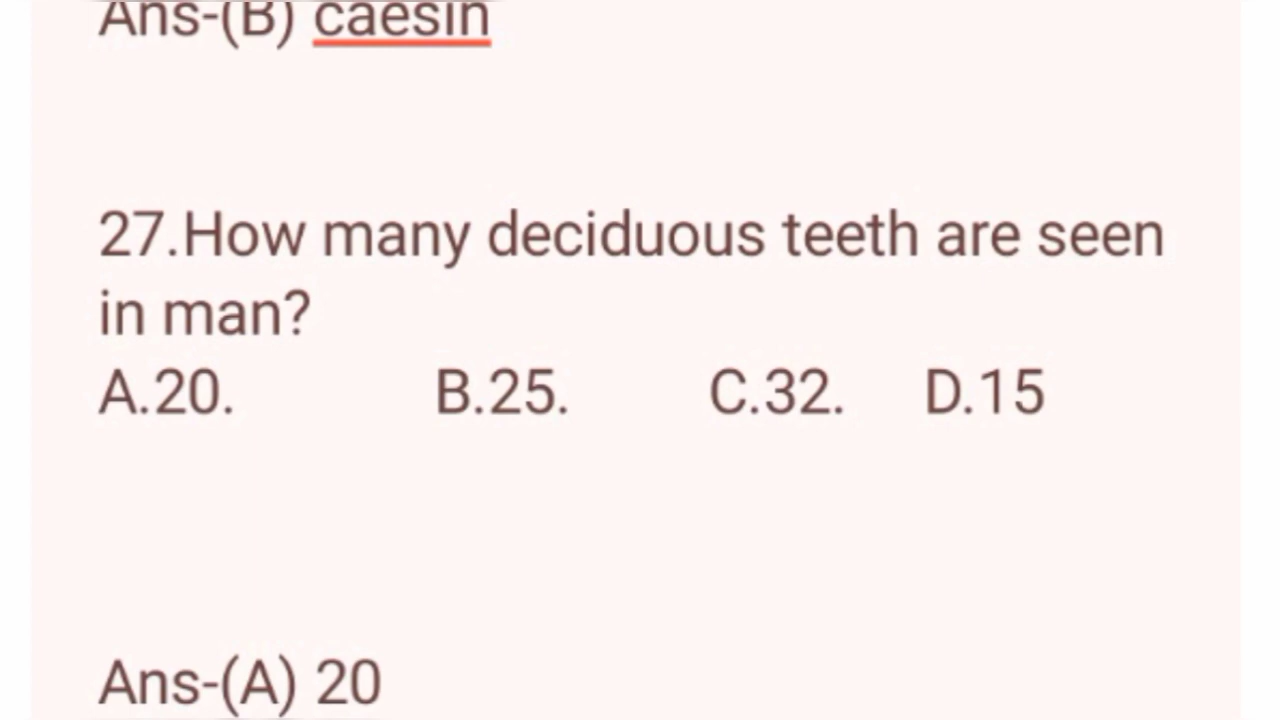 Ans-(B) caesin
27.How many deciduous teeth are seen
in man?
A.20. B.25. C.32. D.15
Ans-(A) 20